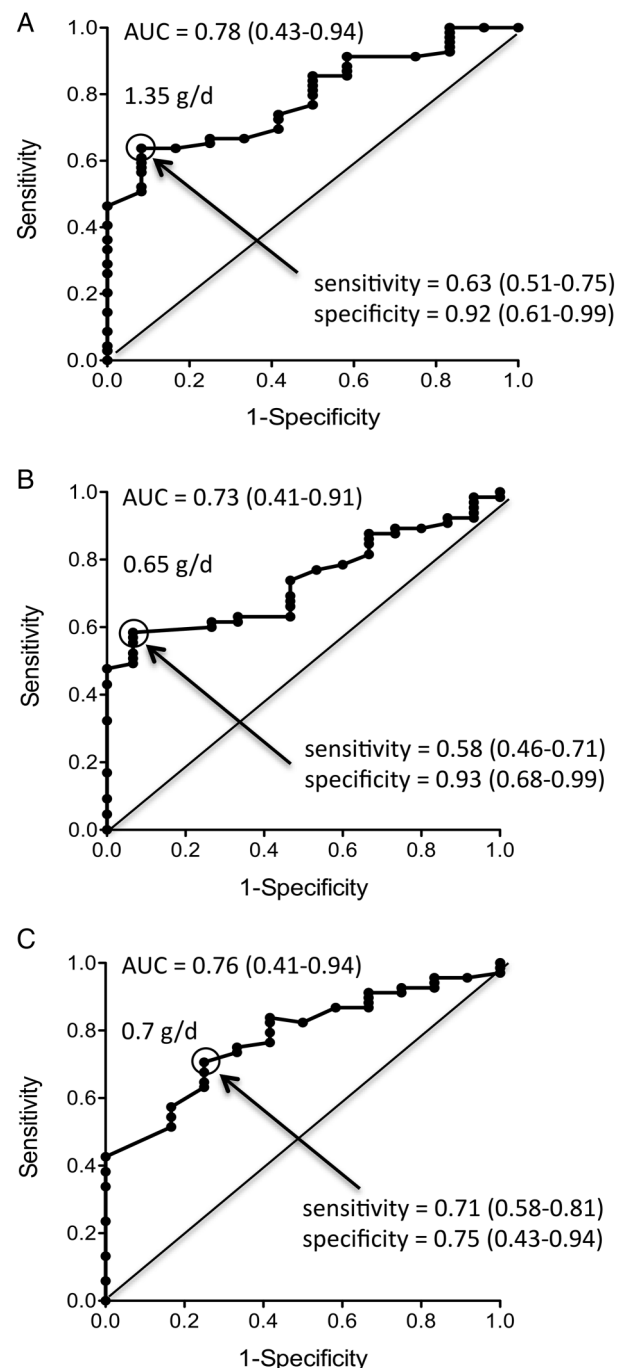 A
AUC = 0.78 (0.43-0.94)
1.35 g/d
1.0
0.8
0.6
0.4
0.2
0.0
Sensitivity
sensitivity = 0.63 (0.51-0.75)
specificity = 0.92 (0.61-0.99)
0.0 0.2 0.4 0.6 0.8 1.0
1-Specificity
B
AUC = 0.73 (0.41-0.91)
0.65 g/d
1.0
0.8
0.6
0.4
0.2
0.0
Sensitivity
sensitivity = 0.58 (0.46-0.71)
specificity = 0.93 (0.68-0.99)
0.0 0.2 0.4 0.6 0.8 1.0
1-Specificity
C
AUC = 0.76 (0.41-0.94)
0.7 g/d
1.0
0.8
0.6
0.4
0.2
0.0
Sensitivity
sensitivity = 0.71 (0.58-0.81)
specificity = 0.75 (0.43-0.94)
0.0 0.2 0.4 0.6 0.8 1.0
1-Specificity